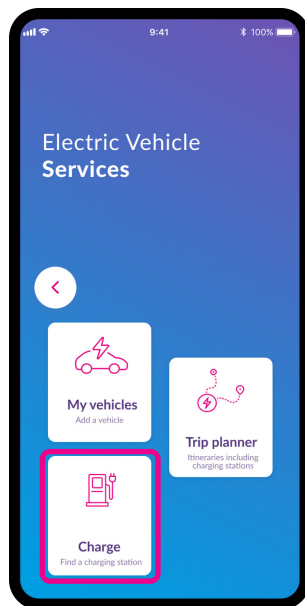 9:41
100%
Electric Vehicle
Services
My vehicles
Add a vehicle
Trip planner
Itineraries including
charging stations
Charge
Find a charging station